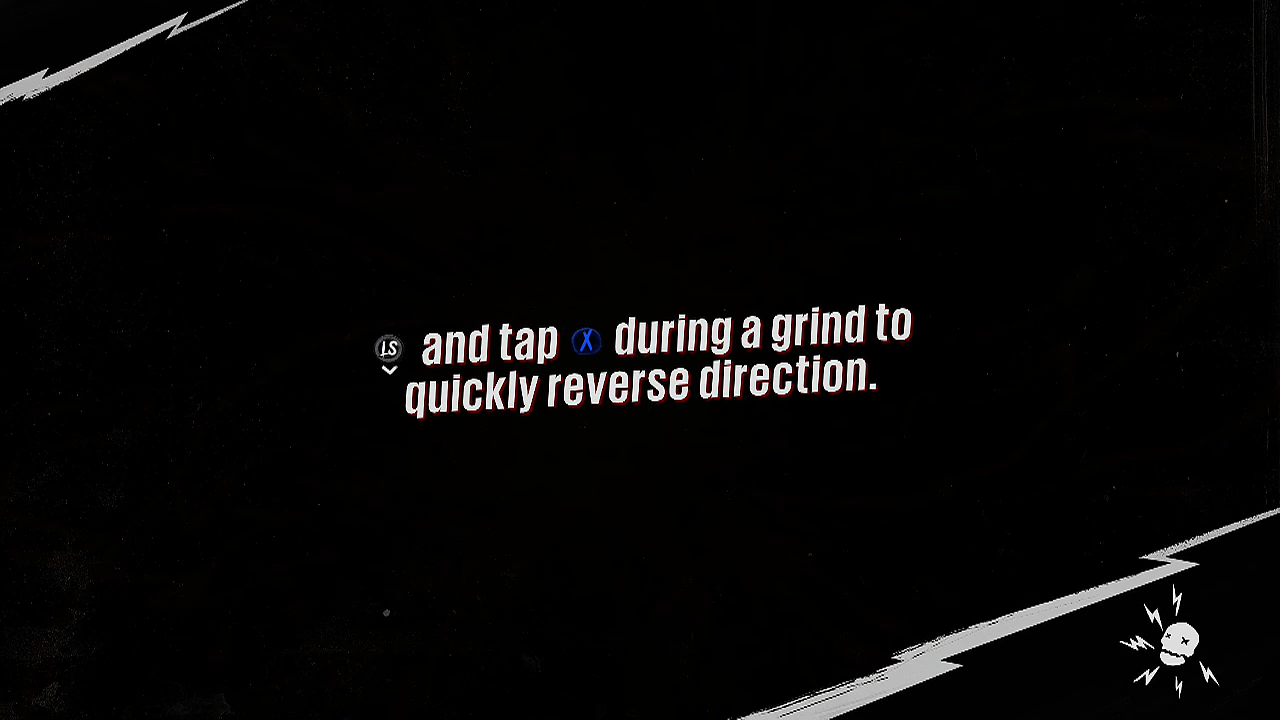 LS and tap X during a grind to
quickly reverse direction.